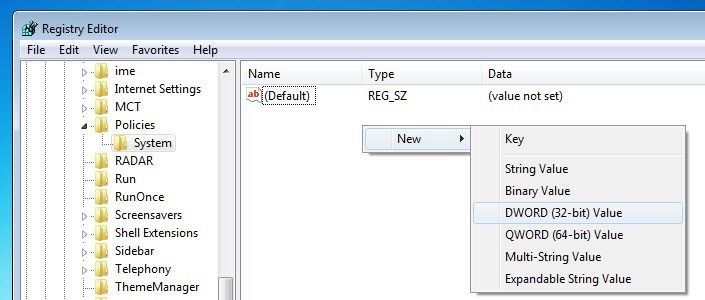 Registry Editor
File Edit View Favorites Help
ime
Internet Settings
MCT
Policies
System
RADAR
Run
RunOnce
Screensavers
Shell Extensions
Sidebar
Telephony
ThemeManager
Name Type Data
ab (Default) REG_SZ (value not set)
New
Key
String Value
Binary Value
DWORD (32-bit) Value
QWORD (64-bit) Value
Multi-String Value
Expandable String Value